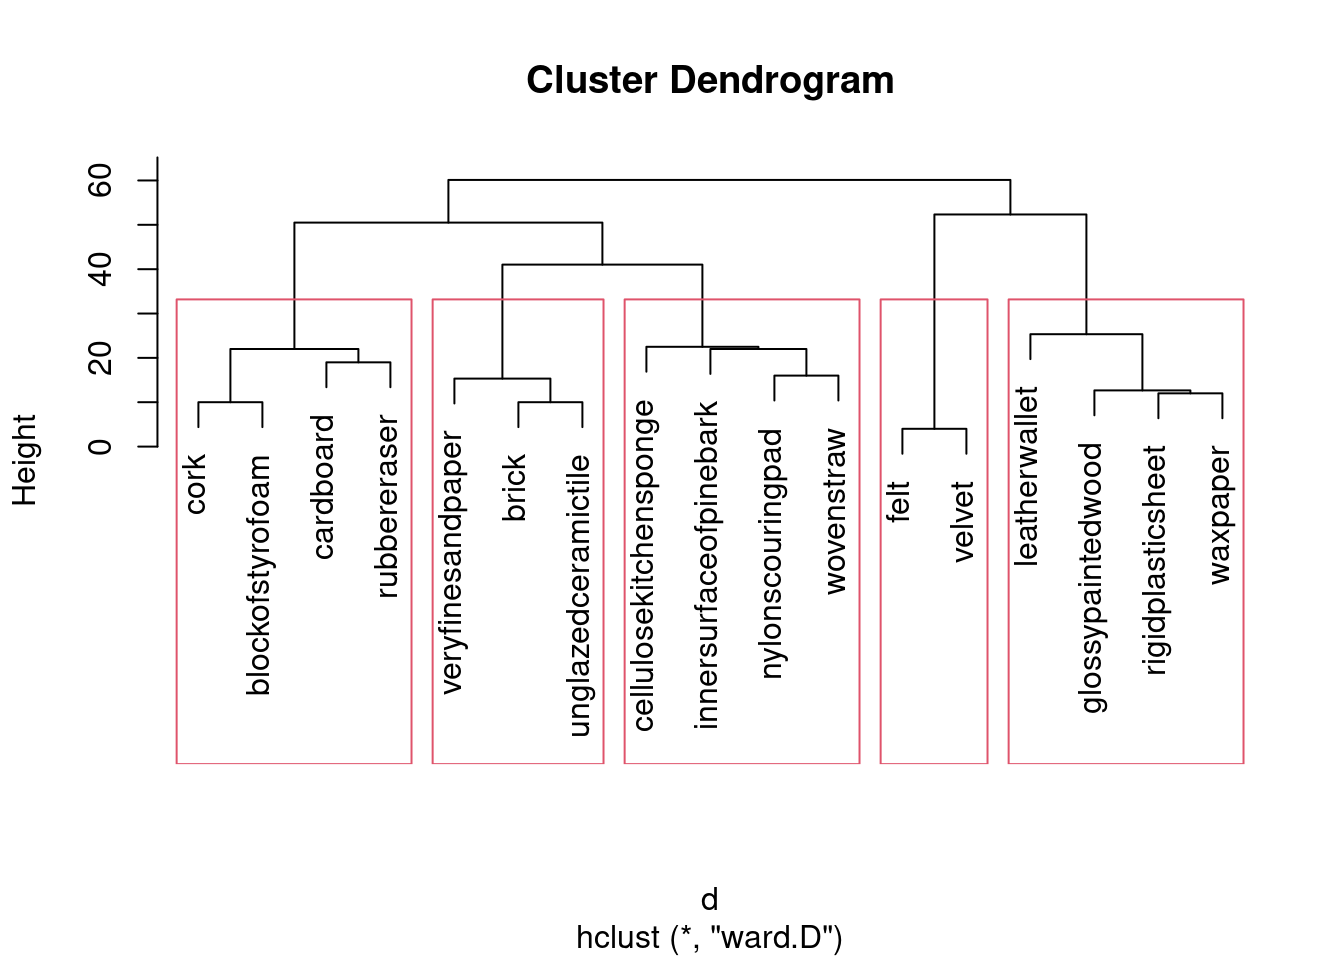 Cluster Dendrogram
Height
60
40
20
0
cork
blockofstyrofoam
cardboard
rubbereraser
veryfinesandpaper
brick
unglazedceramictile
cellulosekitchensponge
innersurfaceofpinebark
nylonscouringpad
wovenstraw
felt
velvet
leatherwallet
glossypaintedwood
rigidplasticsheet
waxpaper
d
hclust (*, "ward.D")